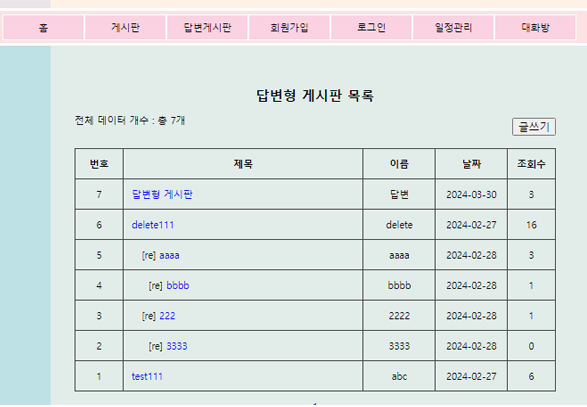 홈 게시판 답변게시판 회원가입 로그인 일정관리 대화방
답변형 게시판 목록
전체 데이터 개수 : 총 7개
글쓰기
번호 제목 이름 날짜 조회수
7 답변형 게시판 답변 2024-03-30 3
6 delete111 delete 2024-02-27 16
5 [re] aaaa aaaa 2024-02-28 3
4 [re] bbbb bbbb 2024-02-28 1
3 [re] 222 2222 2024-02-28 1
2 [re] 3333 3333 2024-02-28 0
1 test111 abc 2024-02-27 6